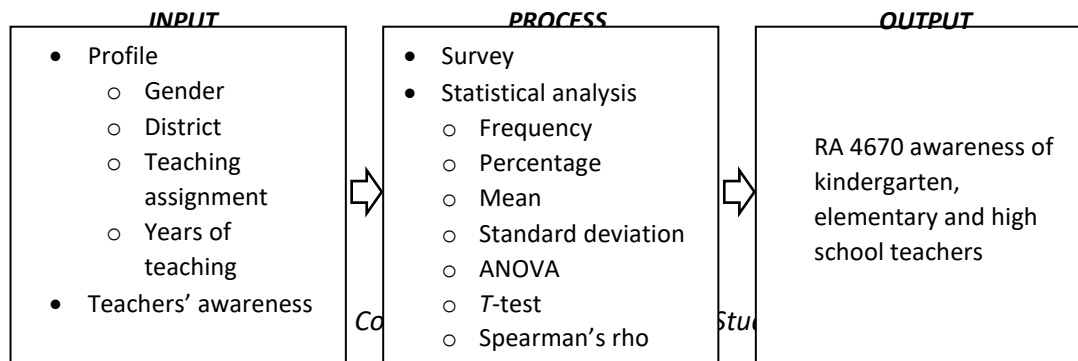 INPUT
• Profile
o Gender
o District
o Teaching
assignment
o Years of
teaching
• Teachers’ awareness
PROCESS
• Survey
• Statistical analysis
o Frequency
o Percentage
o Mean
o Standard deviation
o ANOVA
o T-test
o Spearman’s rho
OUTPUT
RA 4670 awareness of
kindergarten,
elementary and high
school teachers